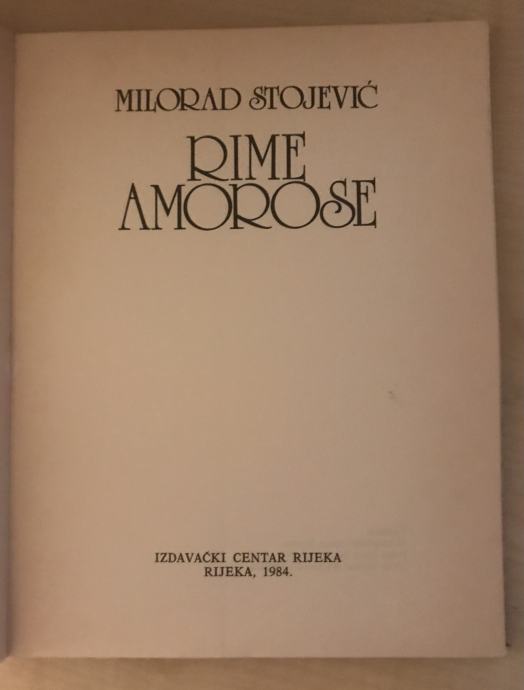 MILORAD STOJEVIĆ
RIME
AMOROSE
IZDAVAČKI CENTAR RIJEKA
RIJEKA, 1984.